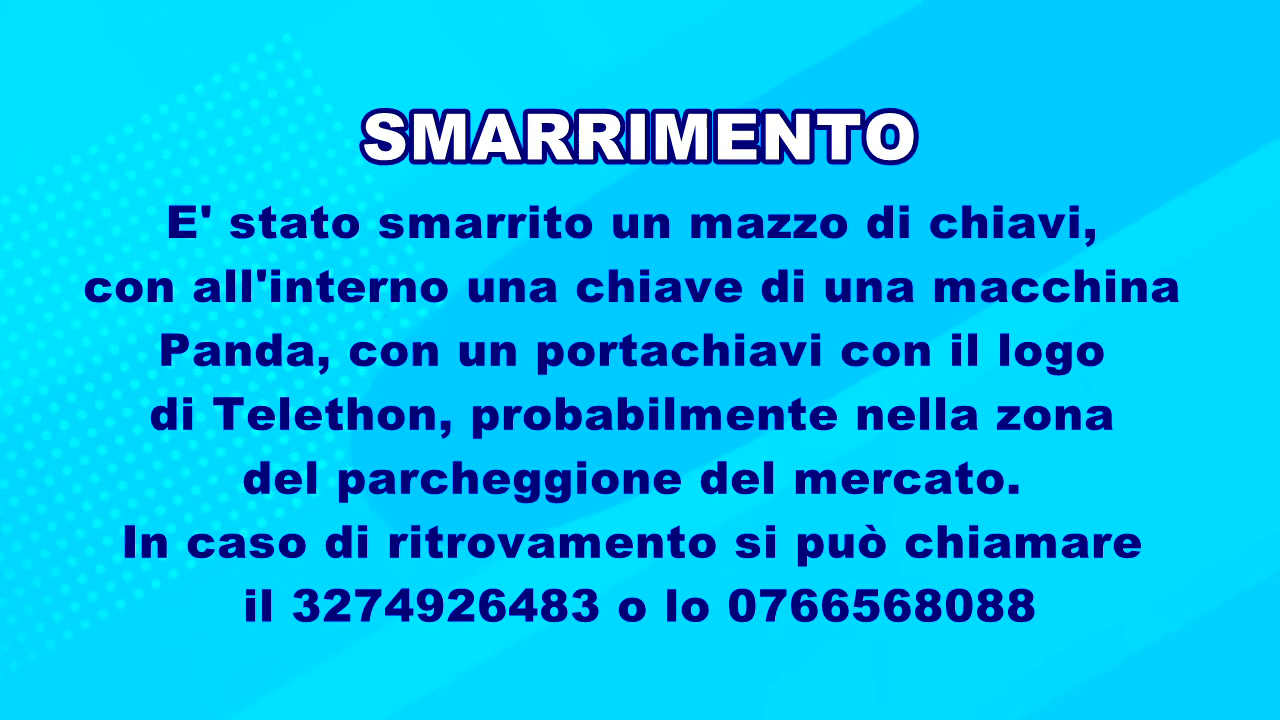 SMARRIMENTO
E' stato smarrito un mazzo di chiavi,
con all'interno una chiave di una macchina
Panda, con un portachiavi con il logo
di Telethon, probabilmente nella zona
del parcheggione del mercato.
In caso di ritrovamento si può chiamare
il 3274926483 o lo 0766568088